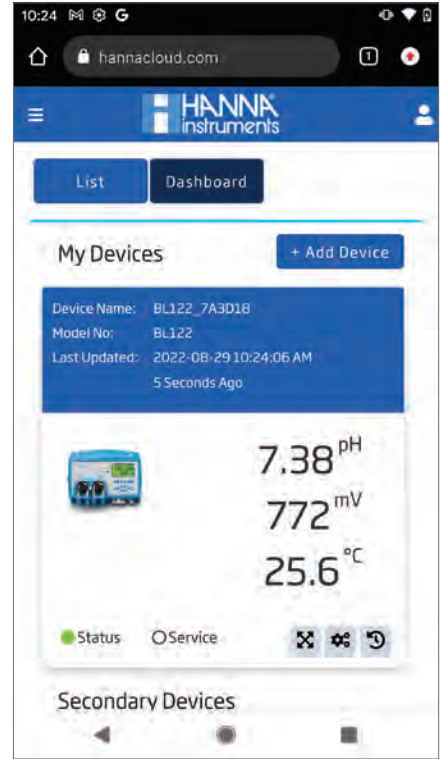 10:24 M G
hannacloud.com 1
HANNA
instruments
List Dashboard
My Devices + Add Device
Device Name: BL122_7A3D18
Model No: BL122
Last Updated: 2022-08-29 10:24:06 AM
5 Seconds Ago
7.38 pH
772 mV
25.6 °C
Status Service
Secondary Devices